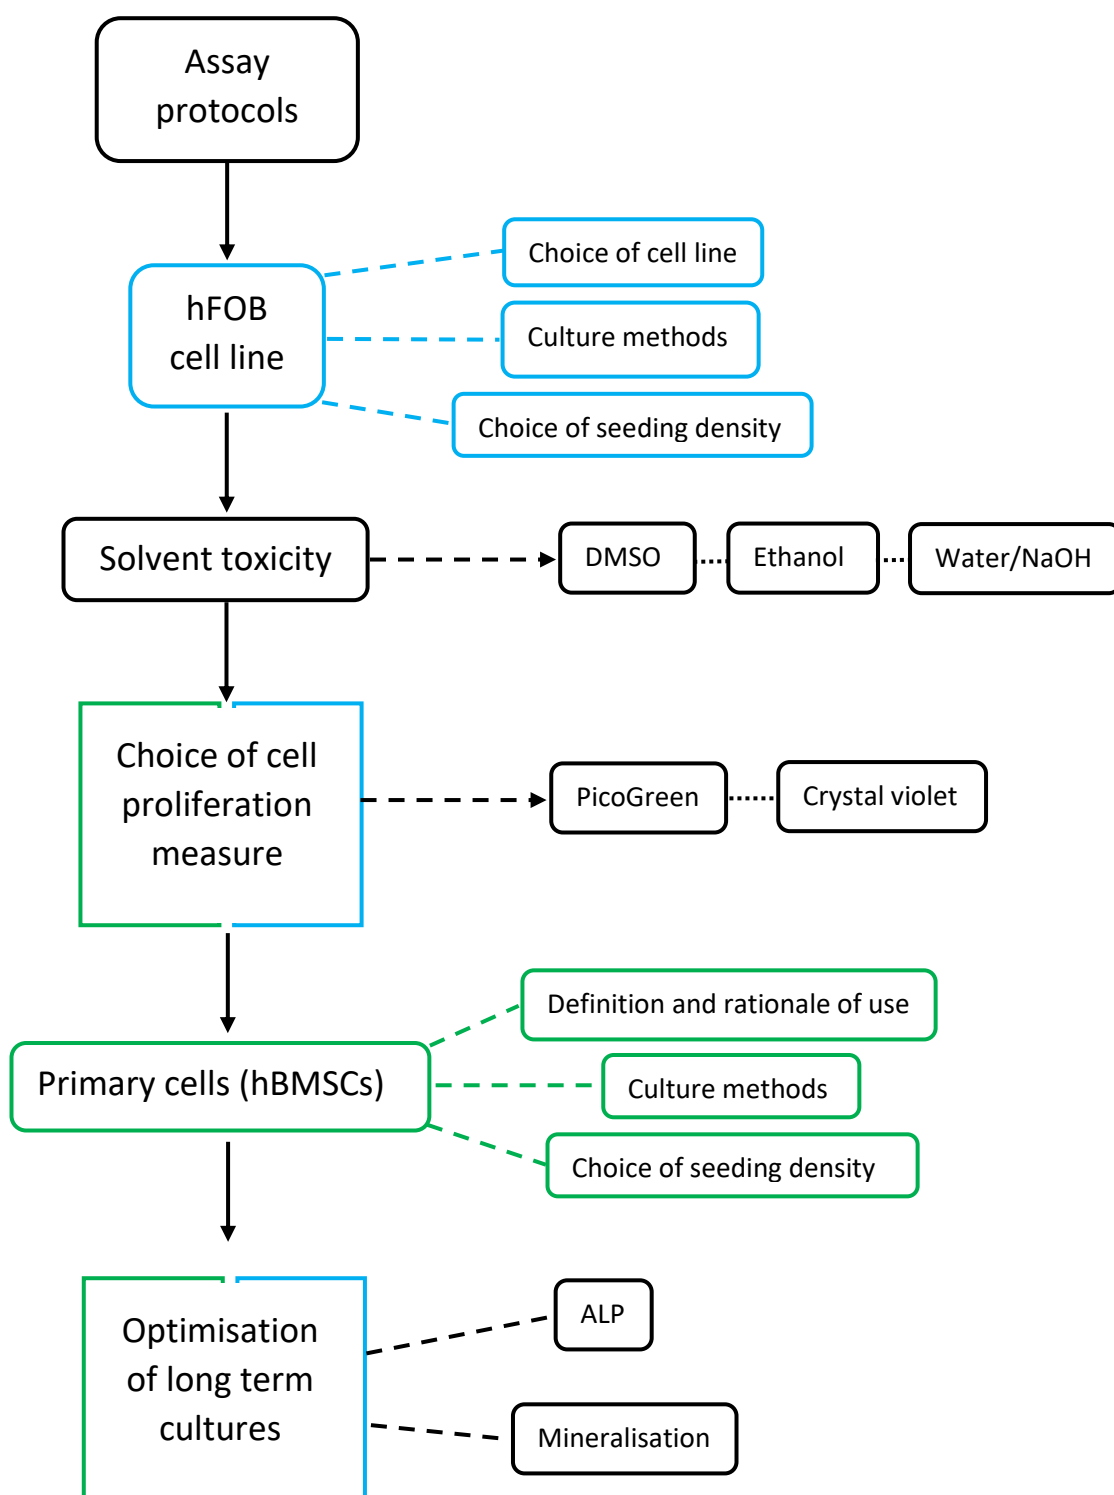 Assay
protocols
Choice of cell line
hFOB
cell line
Culture methods
Choice of seeding density
Solvent toxicity
DMSO
Ethanol
Water/NaOH
Choice of cell
proliferation
measure
PicoGreen
Crystal violet
Definition and rationale of use
Primary cells (hBMSCs)
Culture methods
Choice of seeding density
Optimisation
of long term
cultures
ALP
Mineralisation